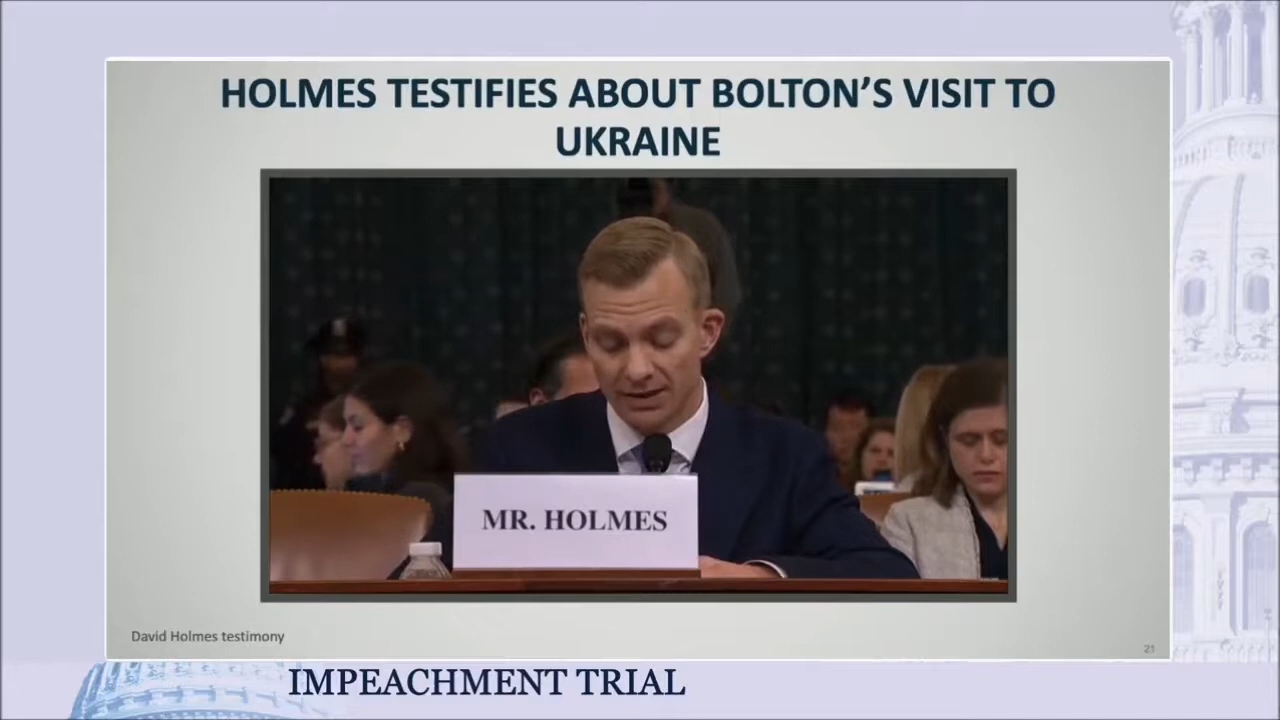 HOLMES TESTIFIES ABOUT BOLTON'S VISIT TO
UKRAINE
MR. HOLMES
David Holmes testimony
21
IMPEACHMENT TRIAL